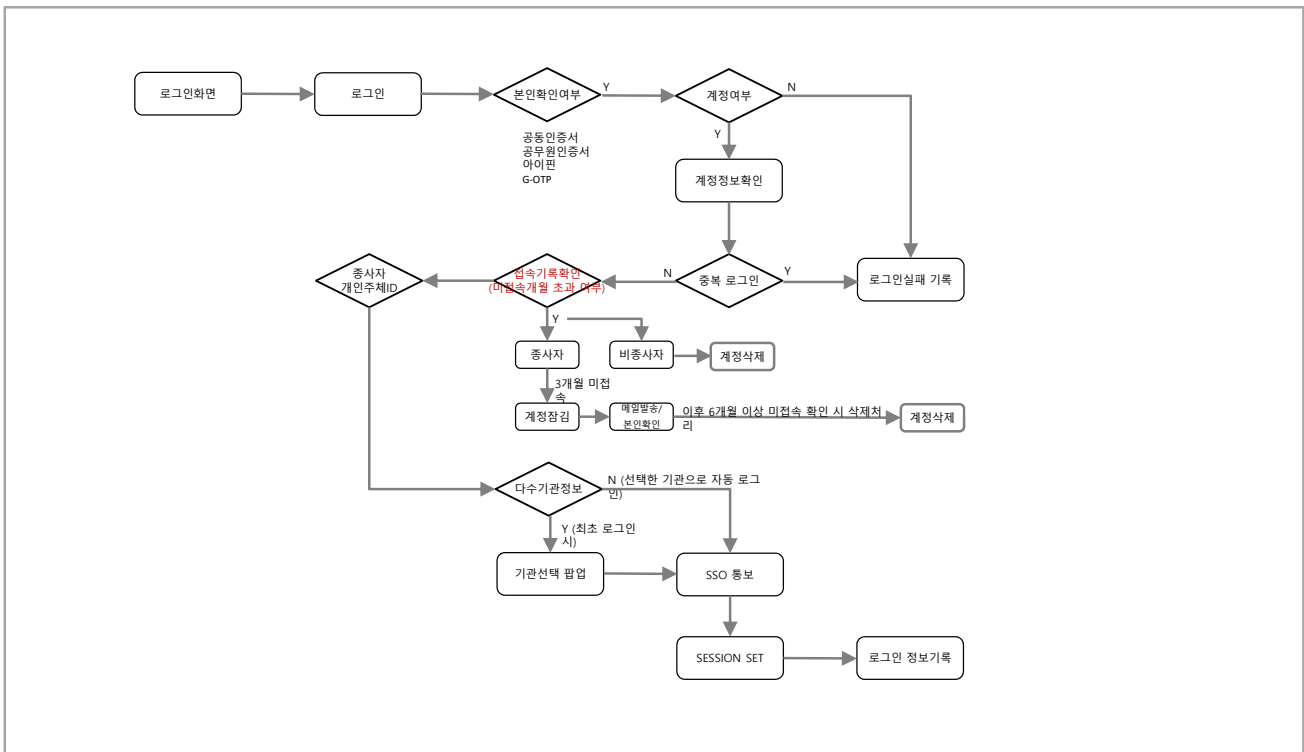 로그인화면
로그인
본인확인여부
Y
계정여부
N
공동인증서
공무원인증서
아이핀
G-OTP
Y
계정정보확인
종사자
개인주체ID
접속기록확인
(미접속개월 초과 여부)
N
중복 로그인
Y
로그인실패 기록
Y
종사자
비종사자
계정삭제
3개월 미접
속
계정잠김
메일발송/
본인확인
이후 6개월 이상 미접속 확인 시 삭제처
리
계정삭제
다수기관정보
N (선택한 기관으로 자동 로그
인)
Y (최초 로그인
시)
기관선택 팝업
SSO 통보
SESSION SET
로그인 정보기록